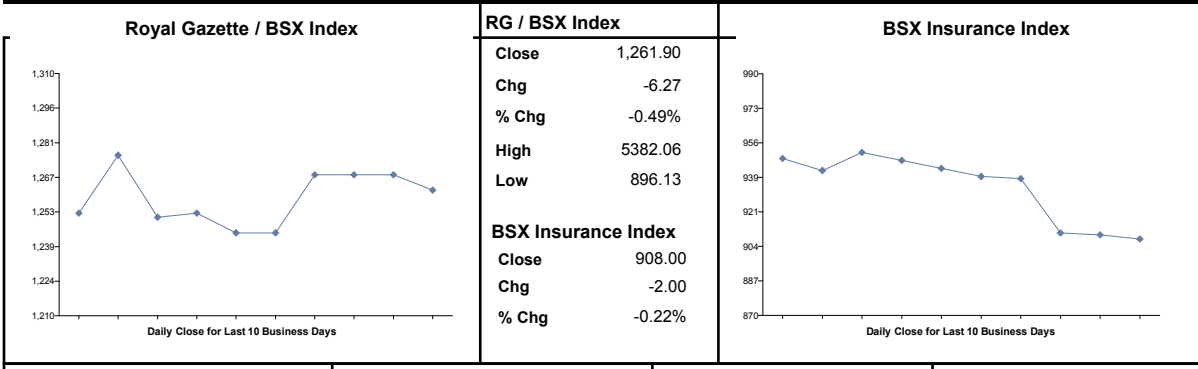 Royal Gazette / BSX Index
1,310
1,296
1,281
1,267
1,253
1,239
1,224
1,210
Daily Close for Last 10 Business Days
RG / BSX Index
Close 1,261.90
Chg -6.27
% Chg -0.49%
High 5382.06
Low 896.13
BSX Insurance Index
Close 908.00
Chg -2.00
% Chg -0.22%
BSX Insurance Index
990
973
956
939
921
904
887
870
Daily Close for Last 10 Business Days